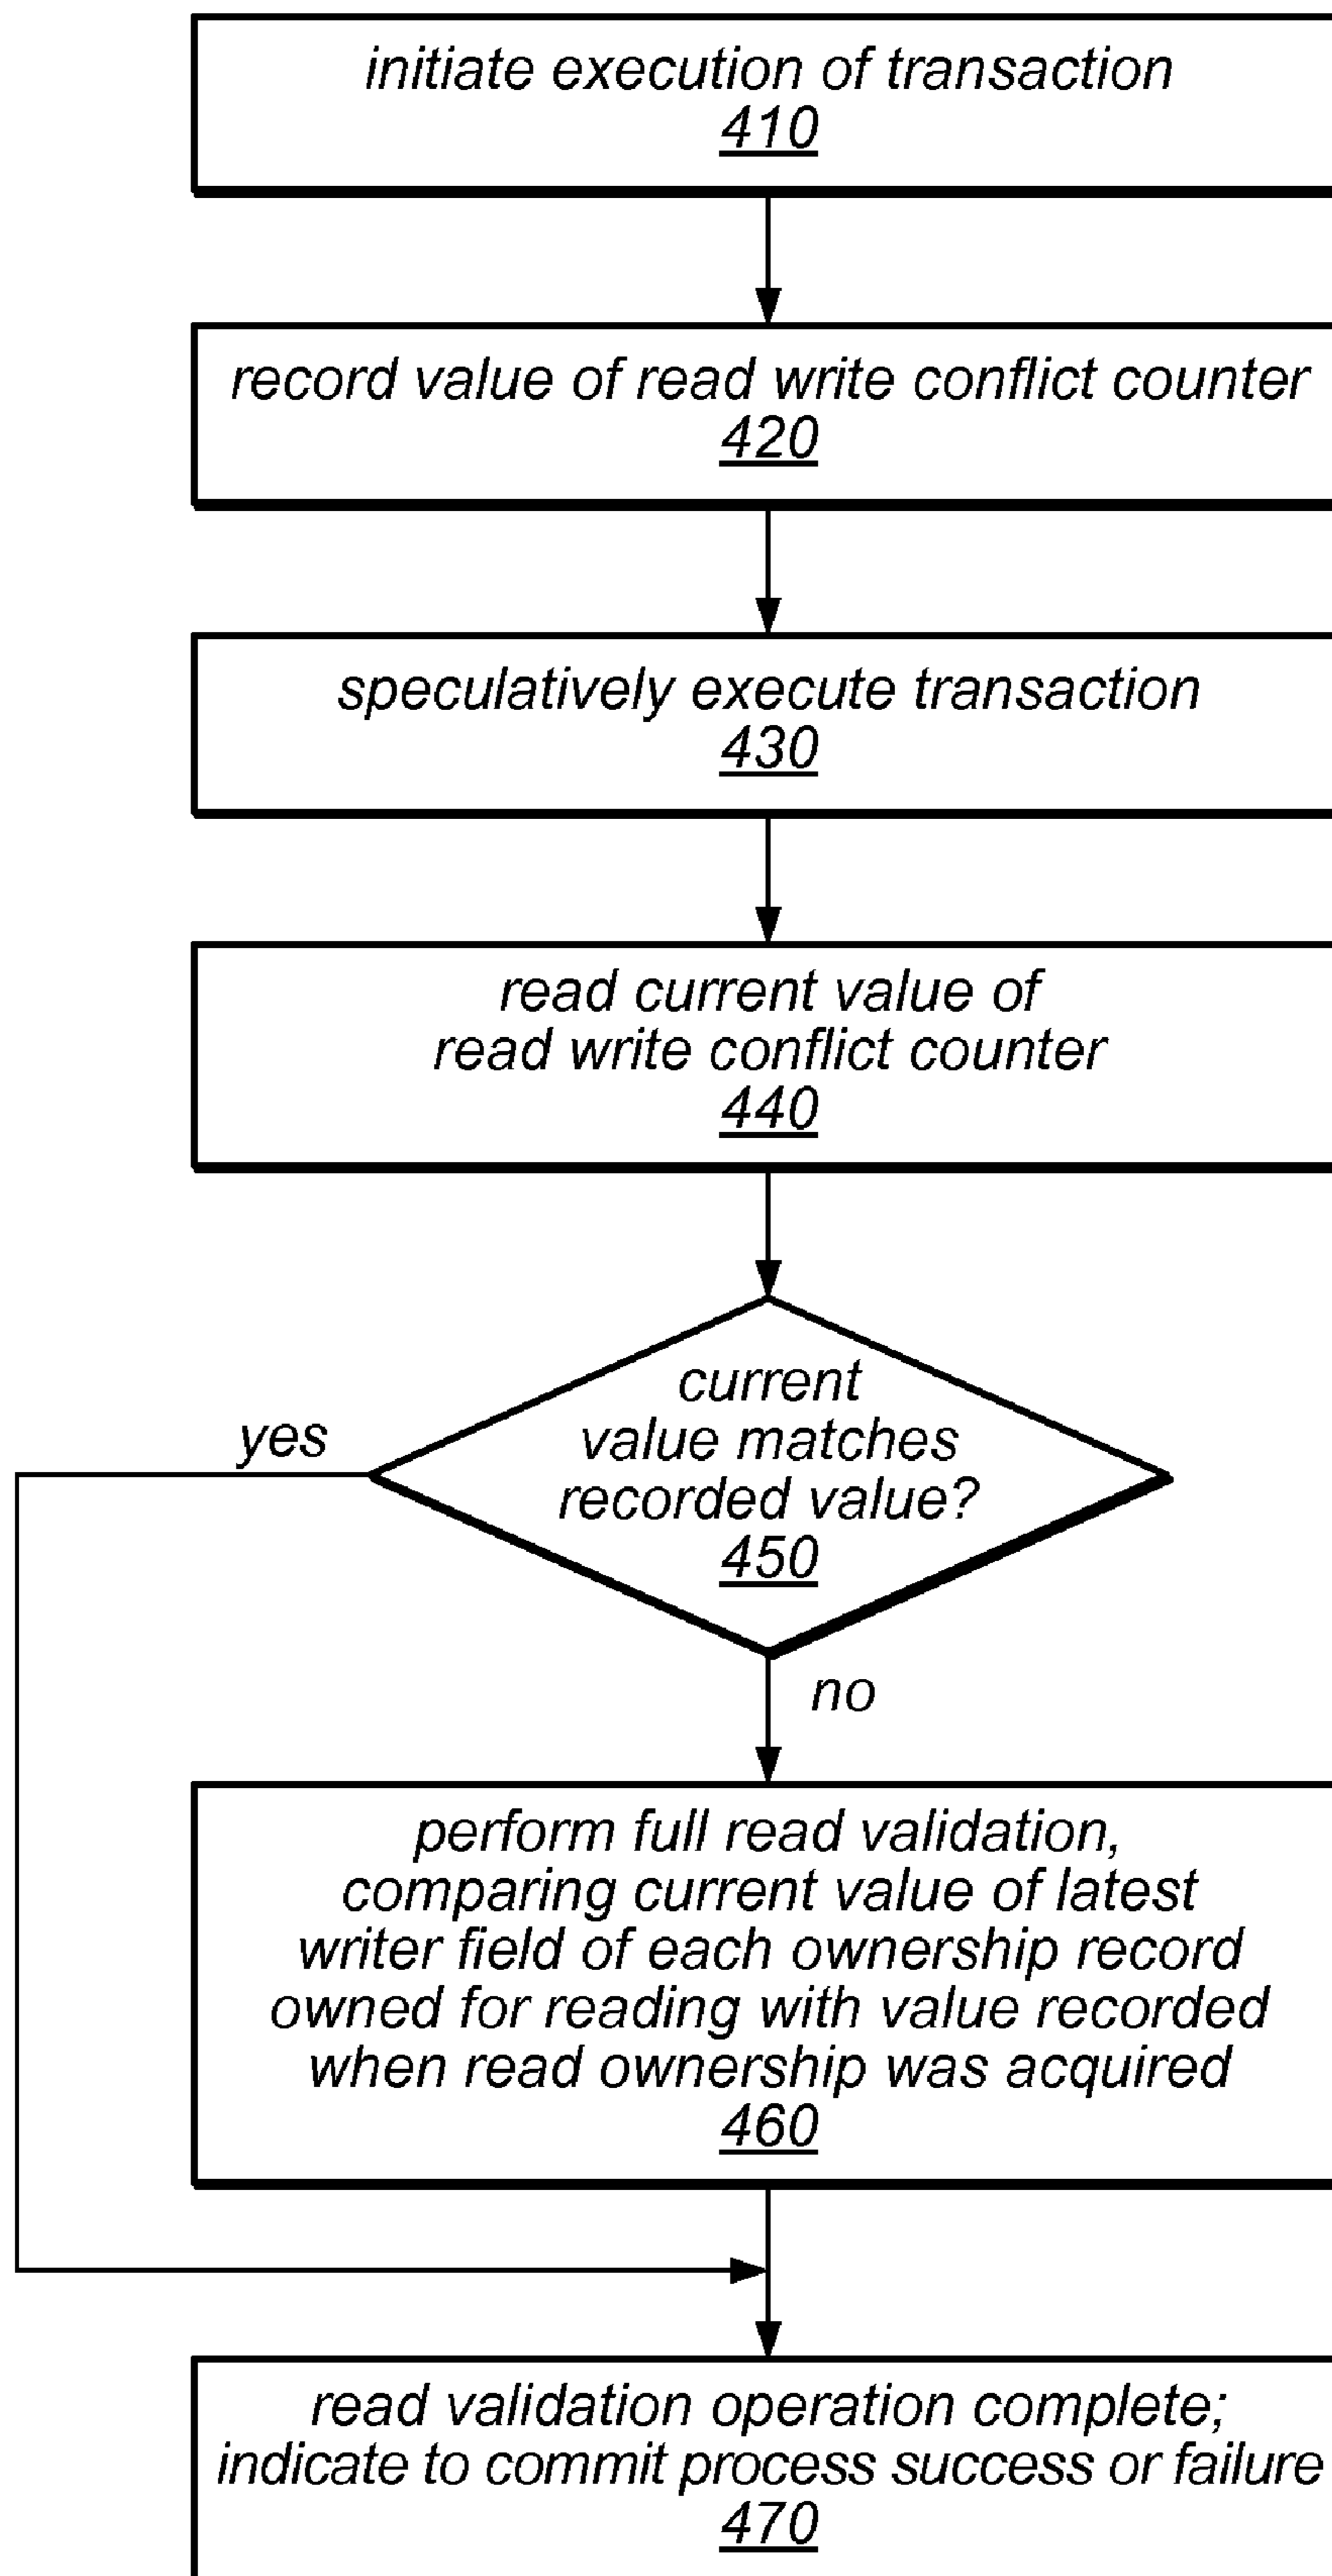 initiate execution of transaction
410
record value of read write conflict counter
420
speculatively execute transaction
430
read current value of
read write conflict counter
440
current
value matches
recorded value?
450
yes
no
perform full read validation,
comparing current value of latest
writer field of each ownership record
owned for reading with value recorded
when read ownership was acquired
460
read validation operation complete;
indicate to commit process success or failure
470